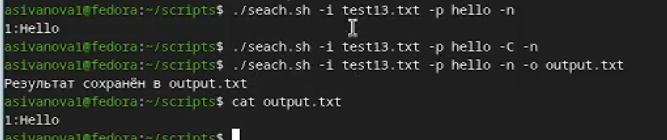 asivanova1@fedora:~/scripts$ ./seach.sh -i test13.txt -p hello -n
1:Hello
asivanova1@fedora:~/scripts$ ./seach.sh -i test13.txt -p hello -C -n
asivanova1@fedora:~/scripts$ ./seach.sh -i test13.txt -p hello -n -o output.txt
Результат сохранён в output.txt
asivanova1@fedora:~/scripts$ cat output.txt
1:Hello
asivanova1@fedora:~/scripts$